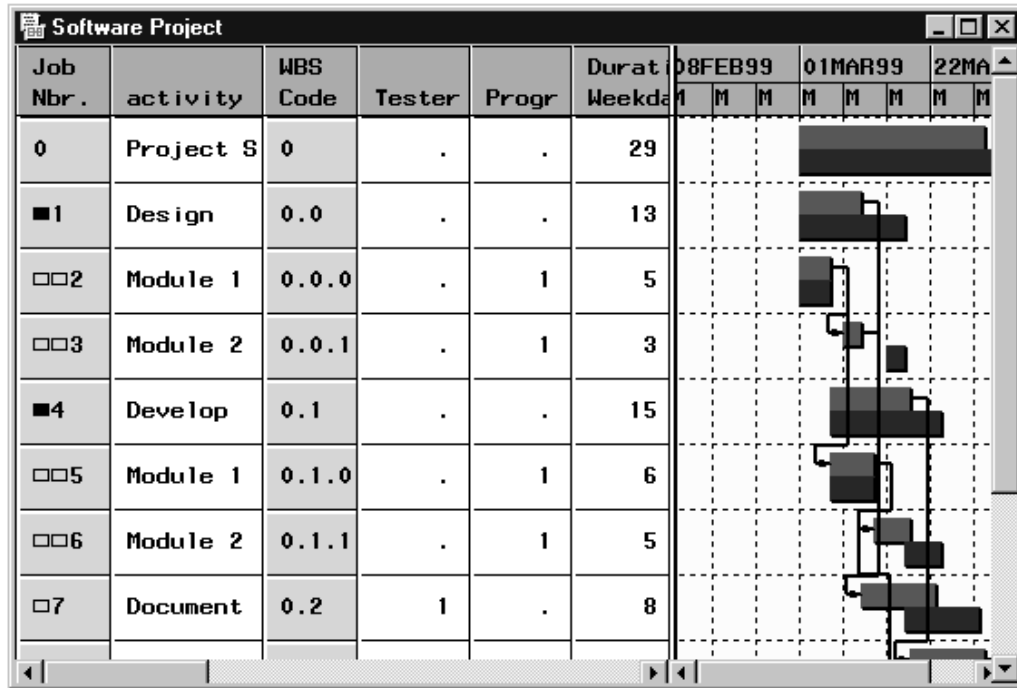 Software Project
Job Nbr. activity WBS Code Tester Progr Durati Weekda 08FEB99 01MAR99 22MA
M M M M M M M M
0 Project S 0 . . 29
1 Design 0.0 . . 13
2 Module 1 0.0.0 . 1 5
3 Module 2 0.0.1 . 1 3
4 Develop 0.1 . . 15
5 Module 1 0.1.0 . 1 6
6 Module 2 0.1.1 . 1 5
7 Document 0.2 1 . 8